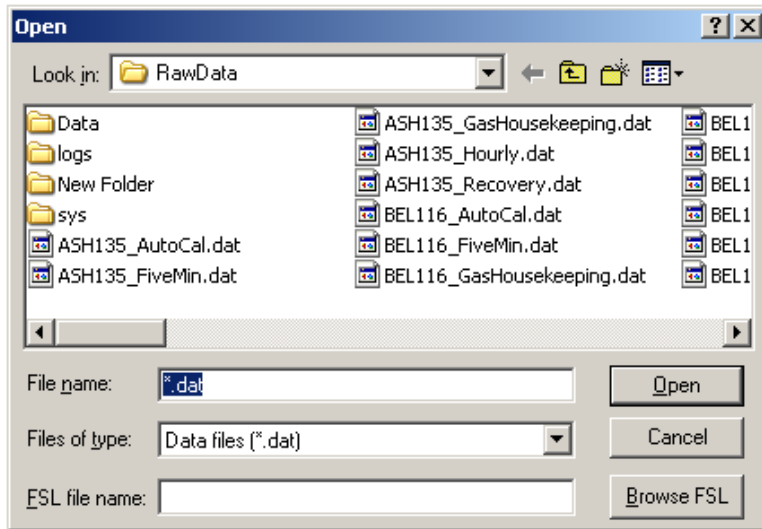 Open
Look in: RawData
Data
logs
New Folder
sys
ASH135_AutoCal.dat
ASH135_FiveMin.dat
ASH135_GasHousekeeping.dat
ASH135_Hourly.dat
ASH135_Recovery.dat
BEL116_AutoCal.dat
BEL116_FiveMin.dat
BEL116_GasHousekeeping.dat
BEL1
BEL1
BEL1
BEL1
BEL1
BEL1
File name: *.dat Open
Files of type: Data files (*.dat) Cancel
FSL file name: Browse FSL